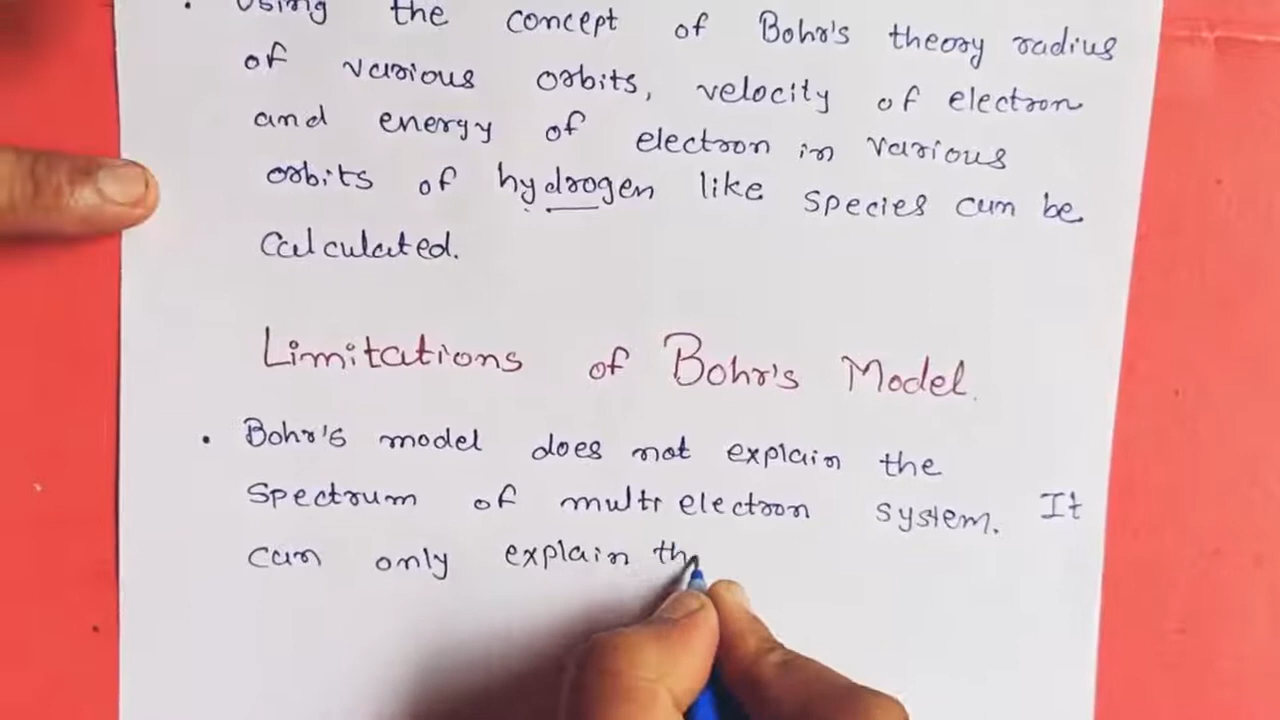 • Using the concept of Bohr's theory radius
of various orbits, velocity of electron
and energy of electron in various
orbits of hydrogen like species can be
calculated.
Limitations of Bohr's Model.
• Bohr's model does not explain the
spectrum of multi electron system. It
can only explain th